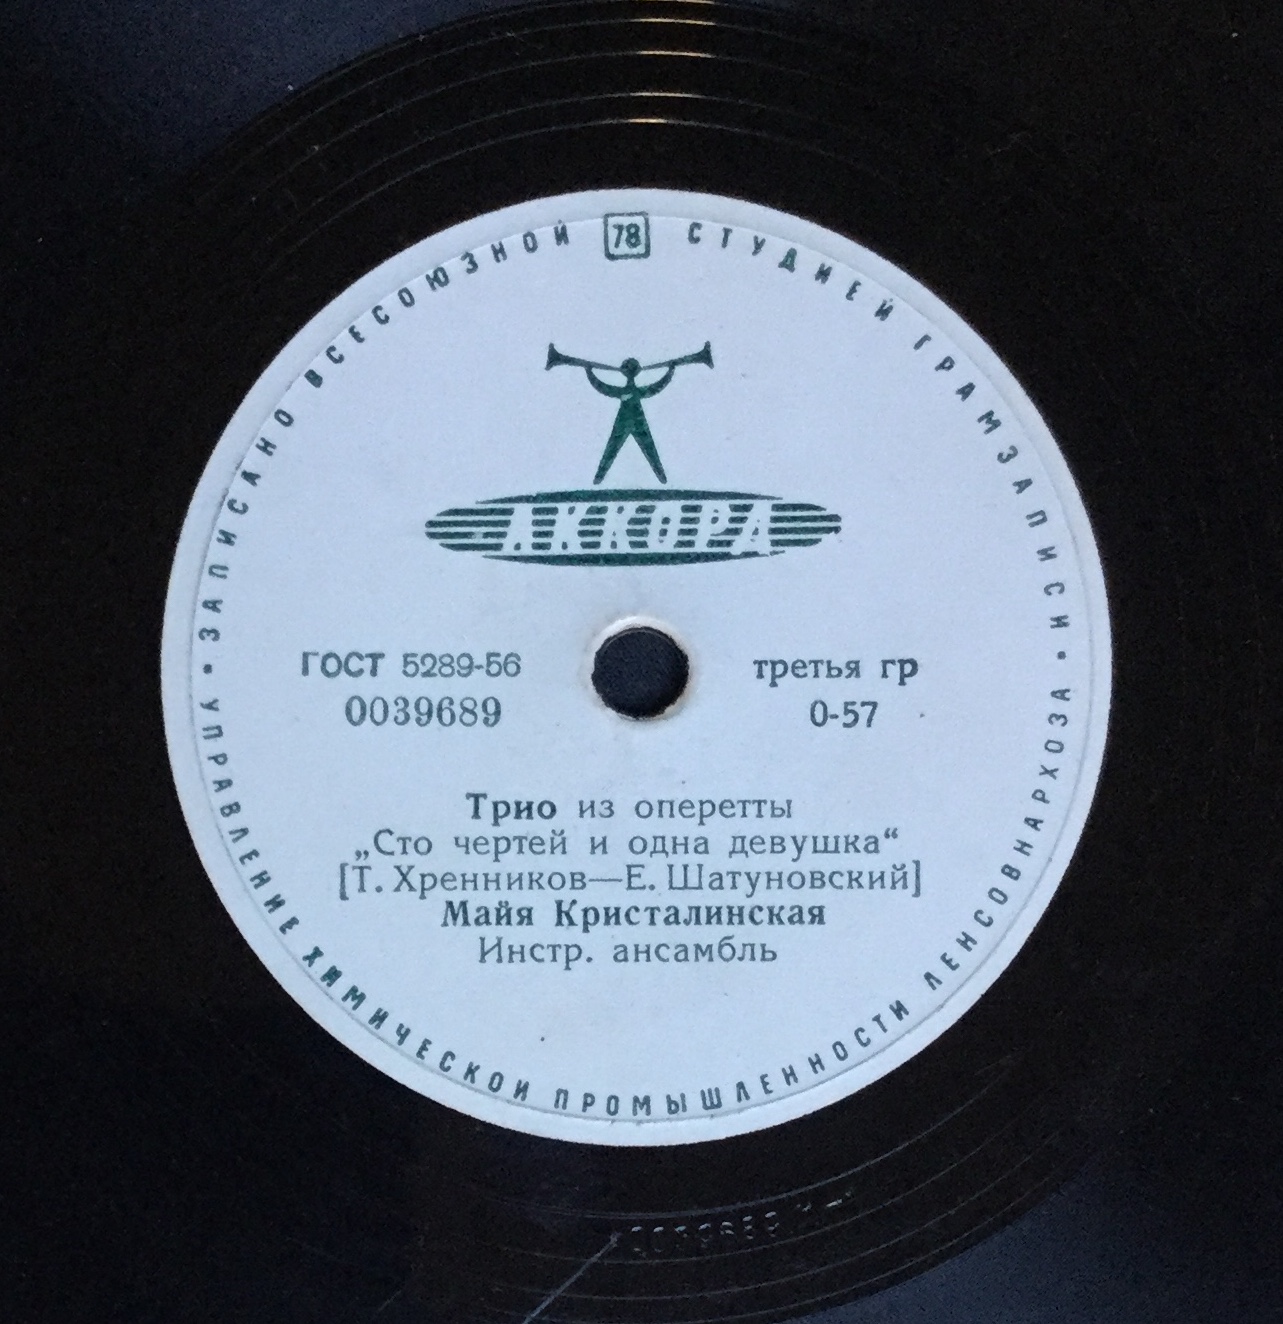 ЗАПИСАНО ВСЕСОЮЗНОЙ 78 СТУДИЕЙ ГРАМЗАПИСИ
АККОРД
ГОСТ 5289-56
третья гр
0039689
0-57
Трио из оперетты
„Сто чертей и одна девушка“
[Т. Хренников—Е. Шатуновский]
Майя Кристалинская
Инстр. ансамбль
УПРАВЛЕНИЕ ХИМИЧЕСКОЙ ПРОМЫШЛЕННОСТИ ЛЕНСОВНАРХОЗА
0039689